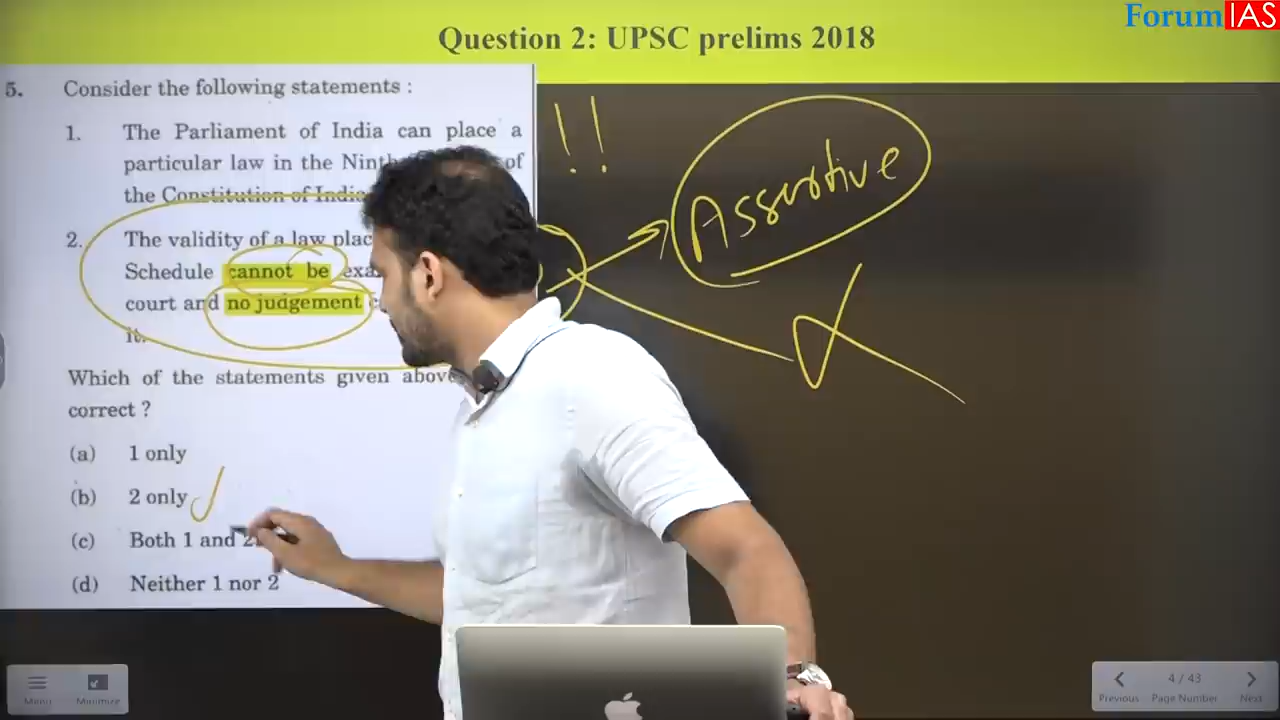 ForumIAS
Question 2: UPSC prelims 2018
5. Consider the following statements :
1. The Parliament of India can place a
particular law in the Ninth of
the Constitution of India
2. The validity of a law
Schedule cannot be
court and no judgement
it.
Which of the statements given above
correct ?
(a) 1 only
(b) 2 only
(c) Both 1 and 2
(d) Neither 1 nor 2
!!
Assertive
Menu
Minimize
4 / 43
Previous
Page Number
Next